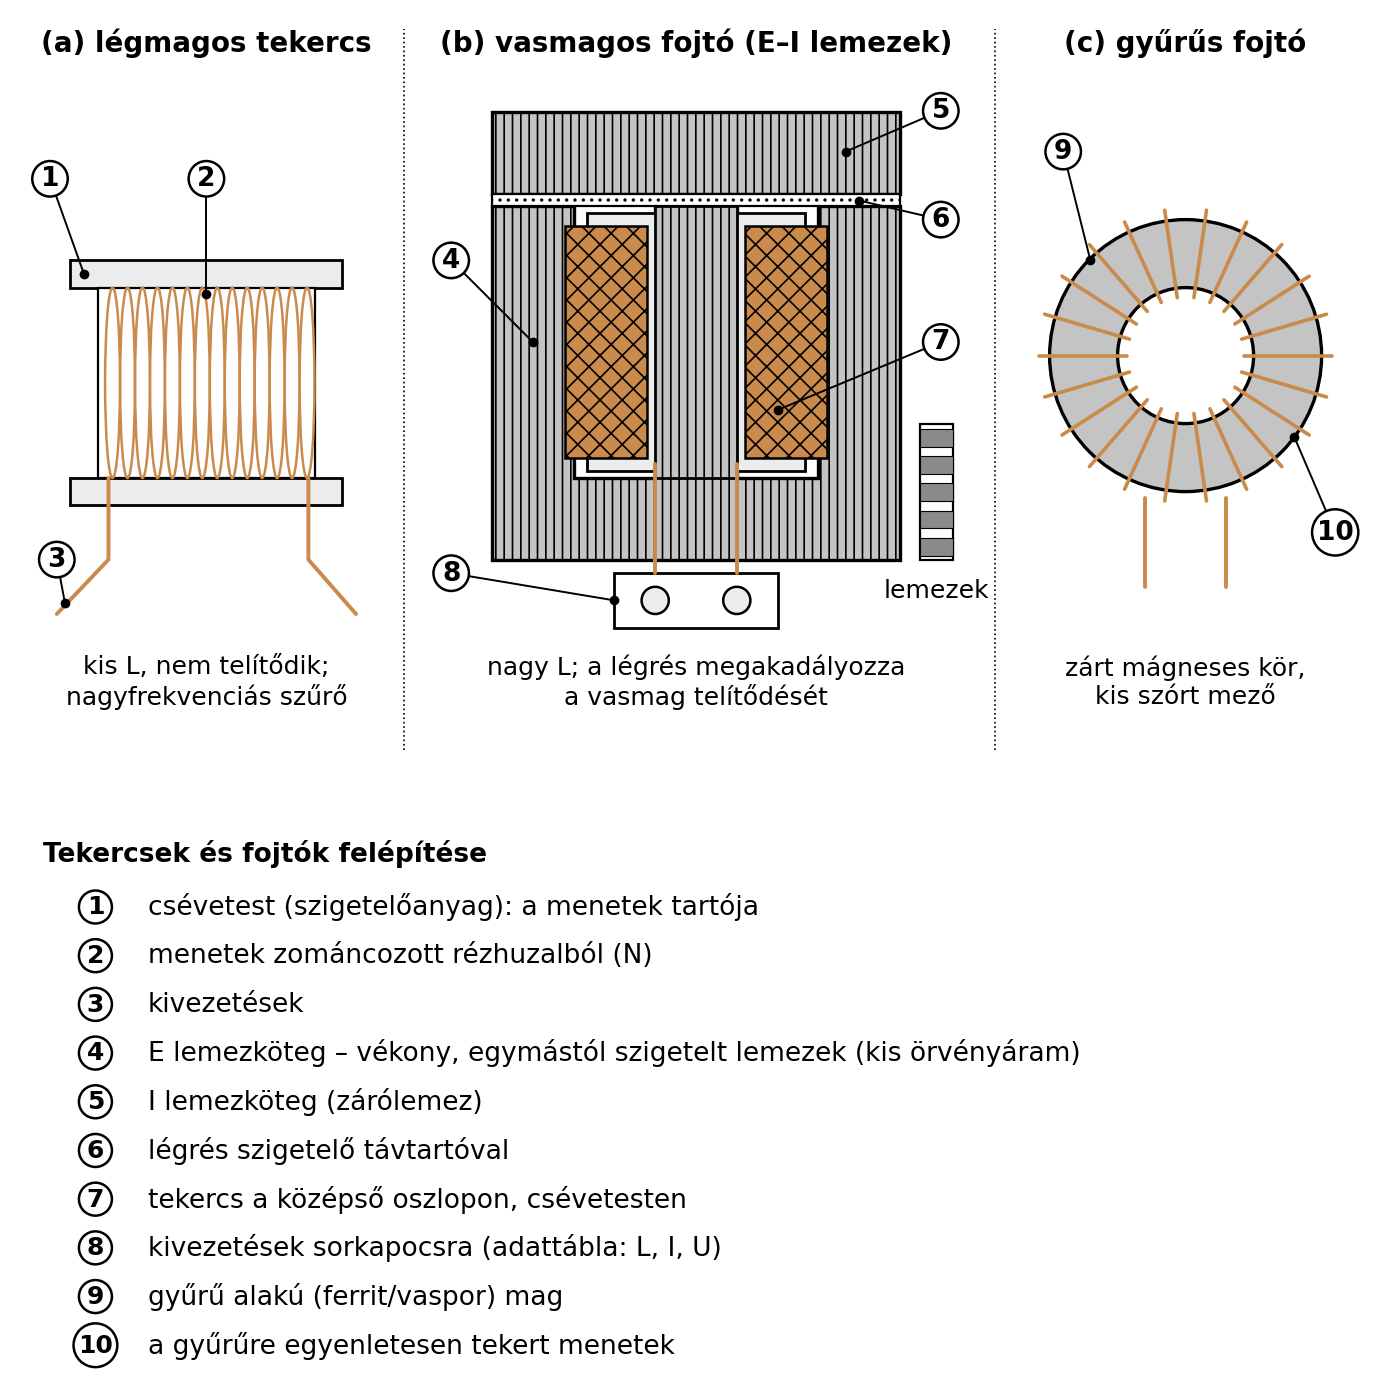 (a) légmagos tekercs
(b) vasmagos fojtó (E–I lemezek)
(c) gyűrűs fojtó
1
2
3
4
5
6
7
8
9
10
lemezek
kis L, nem telítődik;
nagyfrekvenciás szűrő
nagy L; a légrés megakadályozza
a vasmag telítődését
zárt mágneses kör,
kis szórt mező
Tekercsek és fojtók felépítése
1 csévetest (szigetelőanyag): a menetek tartója
2 menetek zománcozott rézhuzalból (N)
3 kivezetések
4 E lemezköteg – vékony, egymástól szigetelt lemezek (kis örvényáram)
5 I lemezköteg (zárólemez)
6 légrés szigetelő távtartóval
7 tekercs a középső oszlopon, csévetesten
8 kivezetések sorkapocsra (adattábla: L, I, U)
9 gyűrű alakú (ferrit/vaspor) mag
10 a gyűrűre egyenletesen tekert menetek